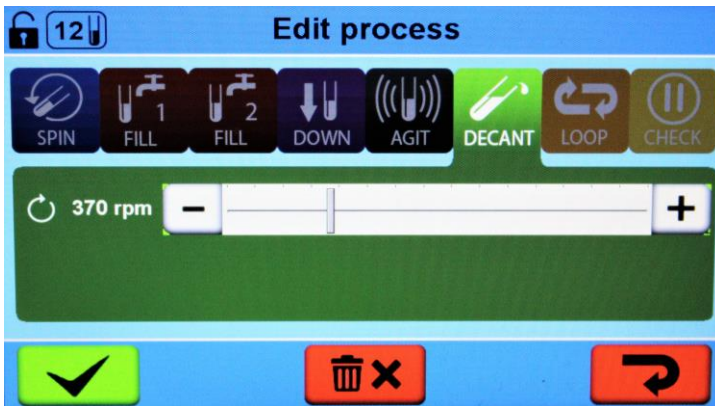 12
Edit process
1
2
SPIN
FILL
FILL
DOWN
AGIT
DECANT
LOOP
CHECK
370 rpm